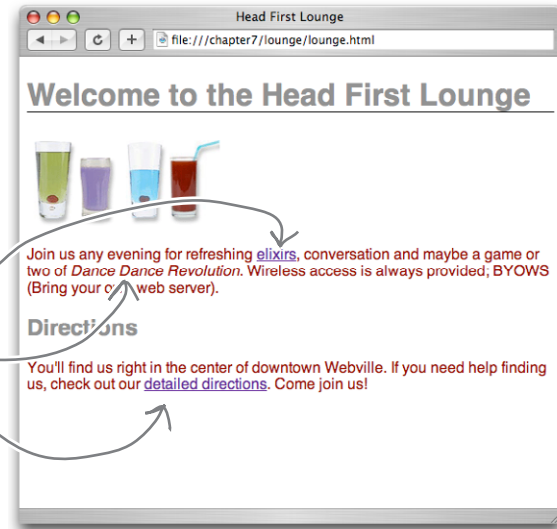 Head First Lounge
file:///chapter7/lounge/lounge.html
Welcome to the Head First Lounge
Join us any evening for refreshing elixirs, conversation and maybe a game or
two of Dance Dance Revolution. Wireless access is always provided; BYOWS
(Bring your own web server).
Directions
You'll find us right in the center of downtown Webville. If you need help finding
us, check out our detailed directions. Come join us!